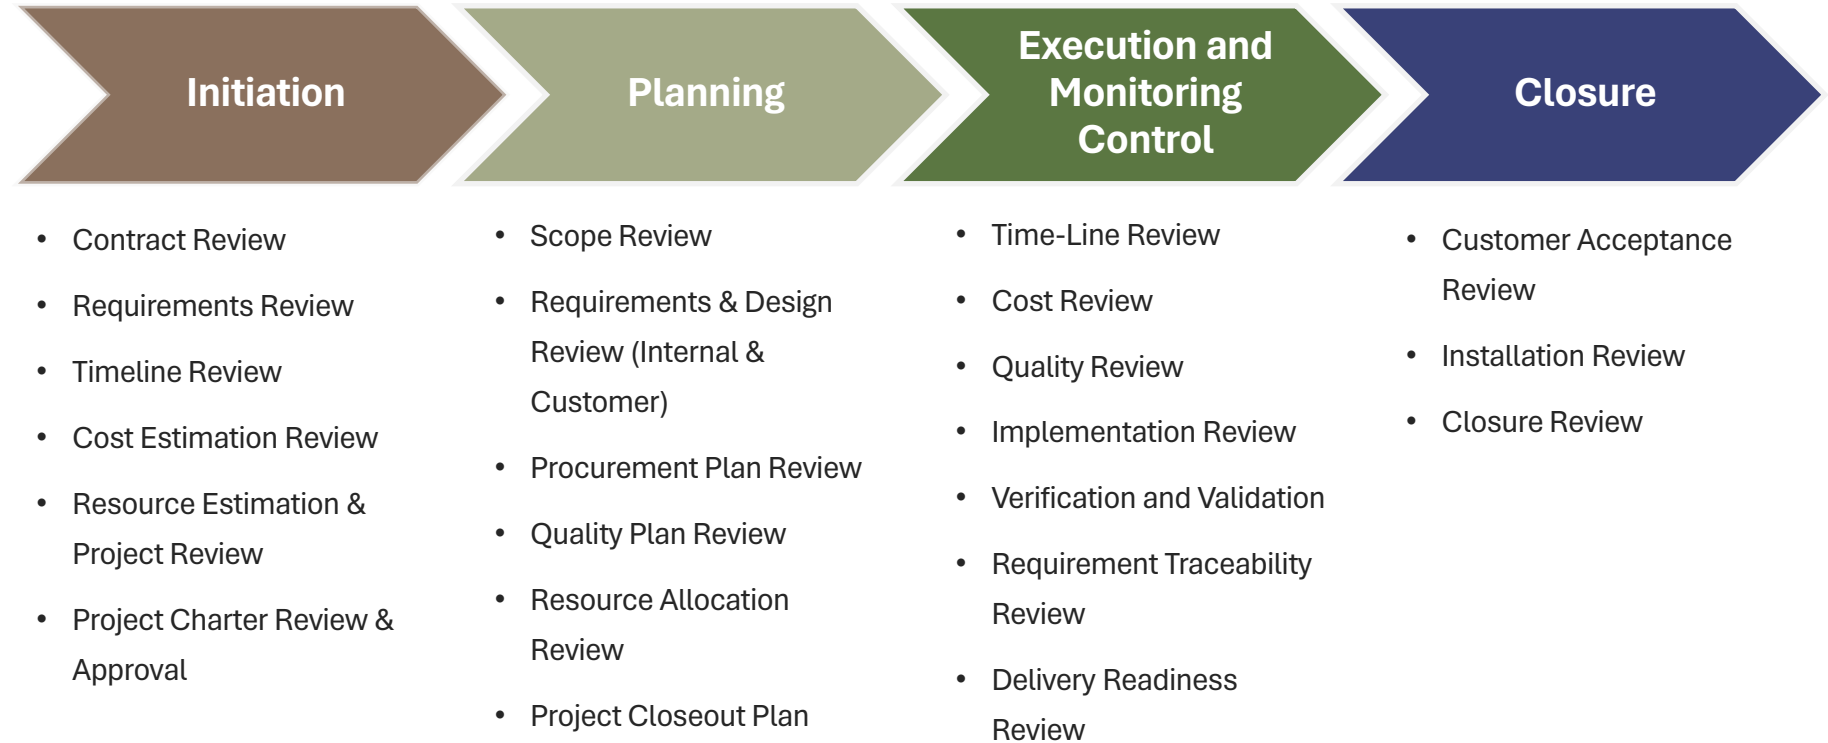 Initiation
Planning
Execution and
Monitoring
Control
Closure
• Contract Review
• Requirements Review
• Timeline Review
• Cost Estimation Review
• Resource Estimation &
Project Review
• Project Charter Review &
Approval
• Scope Review
• Requirements & Design
Review (Internal &
Customer)
• Procurement Plan Review
• Quality Plan Review
• Resource Allocation
Review
• Project Closeout Plan
• Time-Line Review
• Cost Review
• Quality Review
• Implementation Review
• Verification and Validation
• Requirement Traceability
Review
• Delivery Readiness
Review
• Customer Acceptance
Review
• Installation Review
• Closure Review